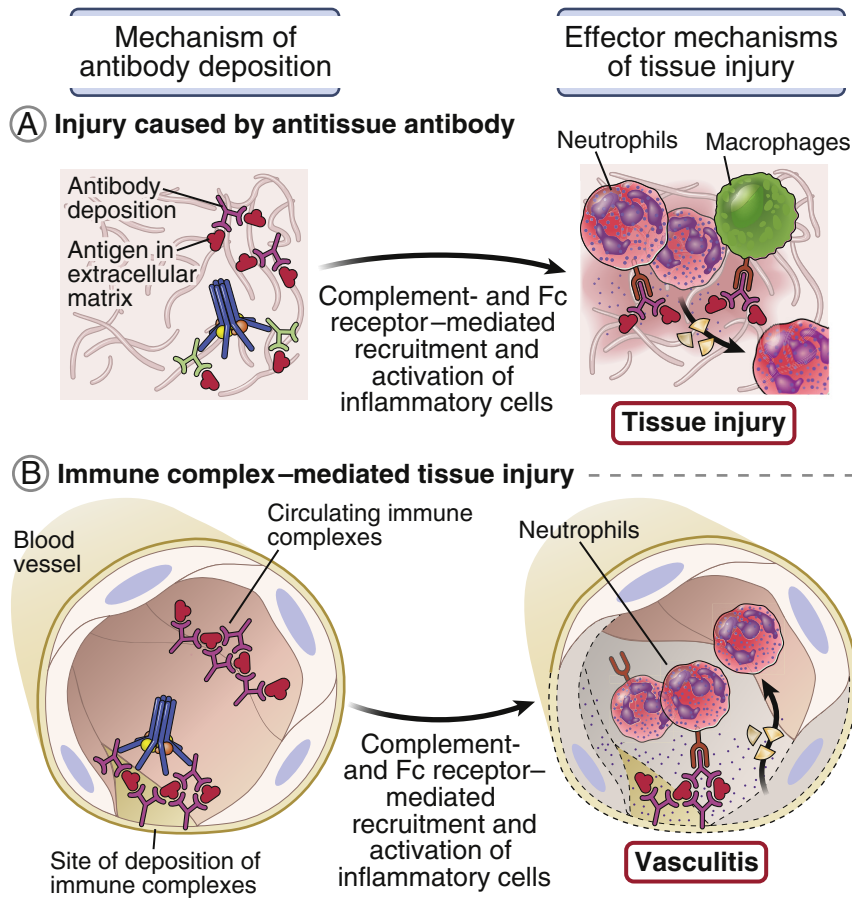 Mechanism of
antibody deposition
Effector mechanisms
of tissue injury
A Injury caused by antitissue antibody
Antibody
deposition
Antigen in
extracellular
matrix
Complement- and Fc
receptor–mediated
recruitment and
activation of
inflammatory cells
Neutrophils
Macrophages
Tissue injury
B Immune complex–mediated tissue injury
Blood
vessel
Circulating immune
complexes
Site of deposition of
immune complexes
Complement-
and Fc receptor–
mediated
recruitment and
activation of
inflammatory cells
Neutrophils
Vasculitis